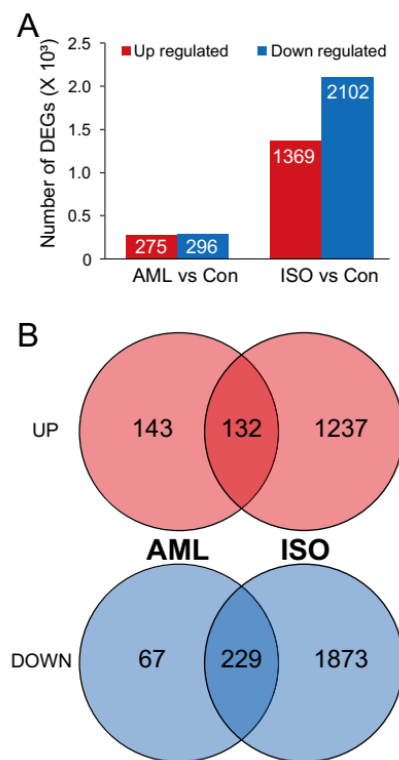 A
Number of DEGs (X 10³)
2.5
2.0
1.5
1.0
0.5
0
Up regulated Down regulated
275 296 1369 2102
AML vs Con ISO vs Con
B
UP 143 132 1237
AML ISO
DOWN 67 229 1873